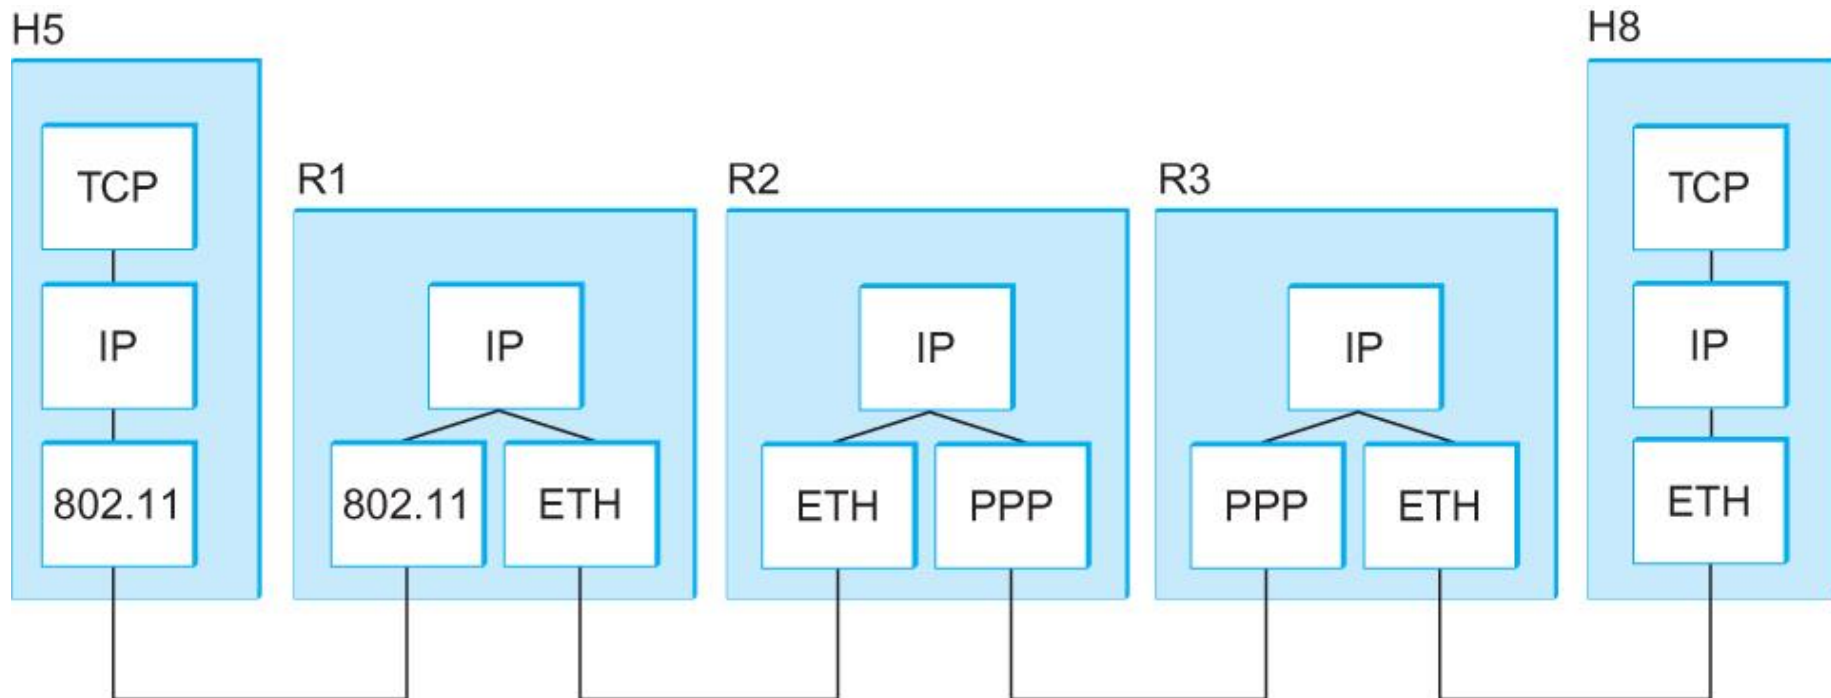 H5
TCP
IP
802.11
R1
IP
802.11
ETH
R2
IP
ETH
PPP
R3
IP
PPP
ETH
H8
TCP
IP
ETH